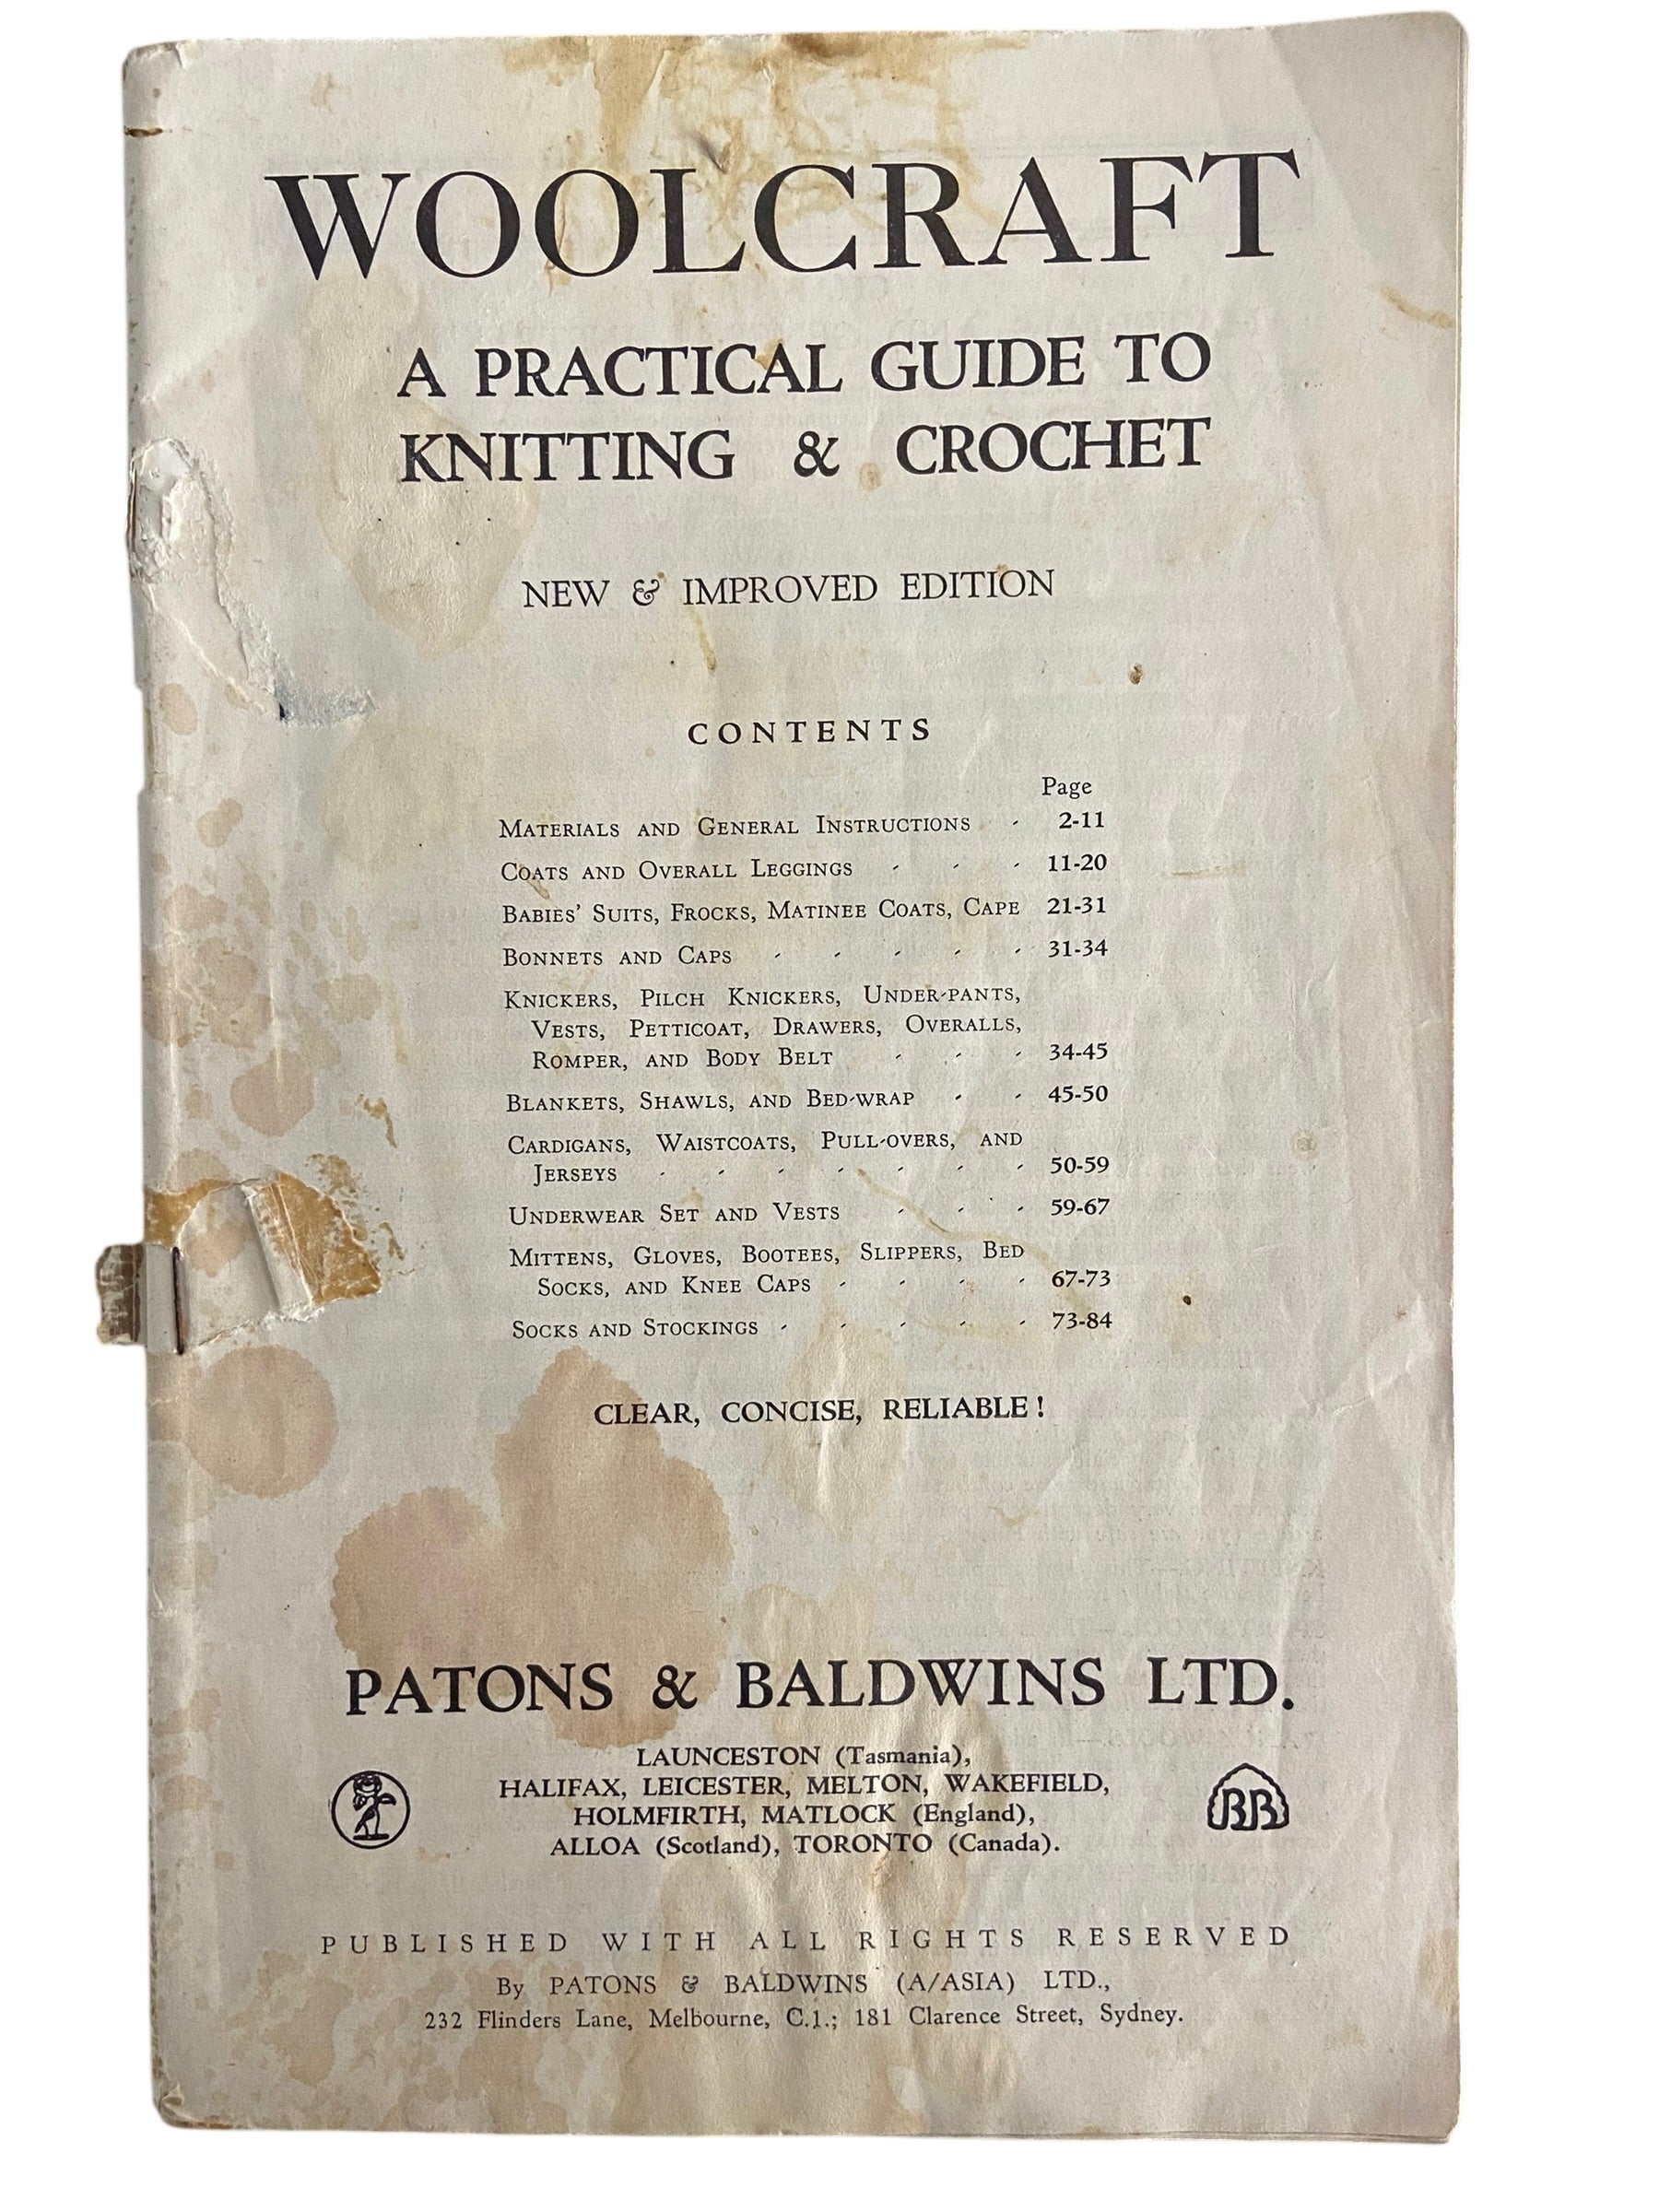 WOOLCRAFT
A PRACTICAL GUIDE TO
KNITTING & CROCHET
NEW & IMPROVED EDITION
CONTENTS
Page
MATERIALS AND GENERAL INSTRUCTIONS - 2-11
COATS AND OVERALL LEGGINGS - - - 11-20
BABIES' SUITS, FROCKS, MATINEE COATS, CAPE 21-31
BONNETS AND CAPS - - - - - 31-34
KNICKERS, PILCH KNICKERS, UNDER-PANTS,
VESTS, PETTICOAT, DRAWERS, OVERALLS,
ROMPER, AND BODY BELT - - - 34-45
BLANKETS, SHAWLS, AND BED-WRAP - - 45-50
CARDIGANS, WAISTCOATS, PULL-OVERS, AND
JERSEYS - - - - - - - 50-59
UNDERWEAR SET AND VESTS - - - 59-67
MITTENS, GLOVES, BOOTEES, SLIPPERS, BED
SOCKS, AND KNEE CAPS - - - - 67-73
SOCKS AND STOCKINGS - - - - - 73-84
CLEAR, CONCISE, RELIABLE!
PATONS & BALDWINS LTD.
LAUNCESTON (Tasmania),
HALIFAX, LEICESTER, MELTON, WAKEFIELD,
HOLMFIRTH, MATLOCK (England),
ALLOA (Scotland), TORONTO (Canada).
BB
PUBLISHED WITH ALL RIGHTS RESERVED
By PATONS & BALDWINS (A/ASIA) LTD.,
232 Flinders Lane, Melbourne, C.1.; 181 Clarence Street, Sydney.